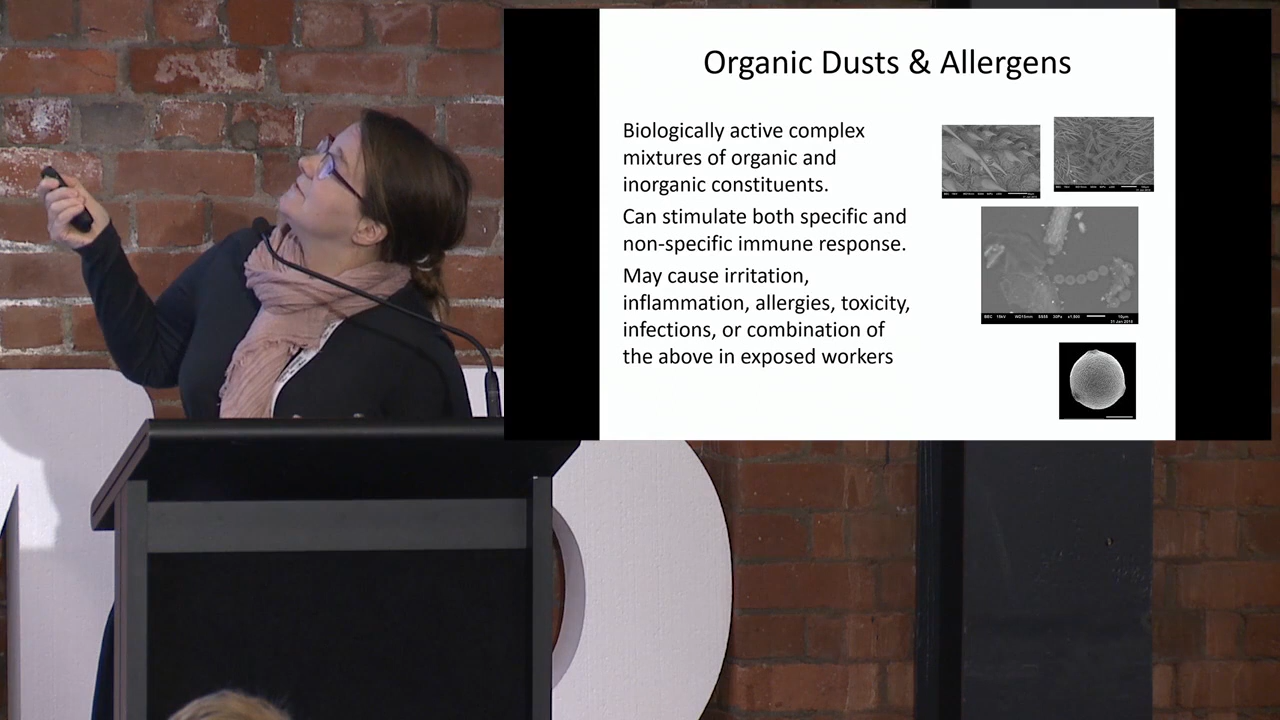 Organic Dusts & Allergens
Biologically active complex
mixtures of organic and
inorganic constituents.
Can stimulate both specific and
non-specific immune response.
May cause irritation,
inflammation, allergies, toxicity,
infections, or combination of
the above in exposed workers